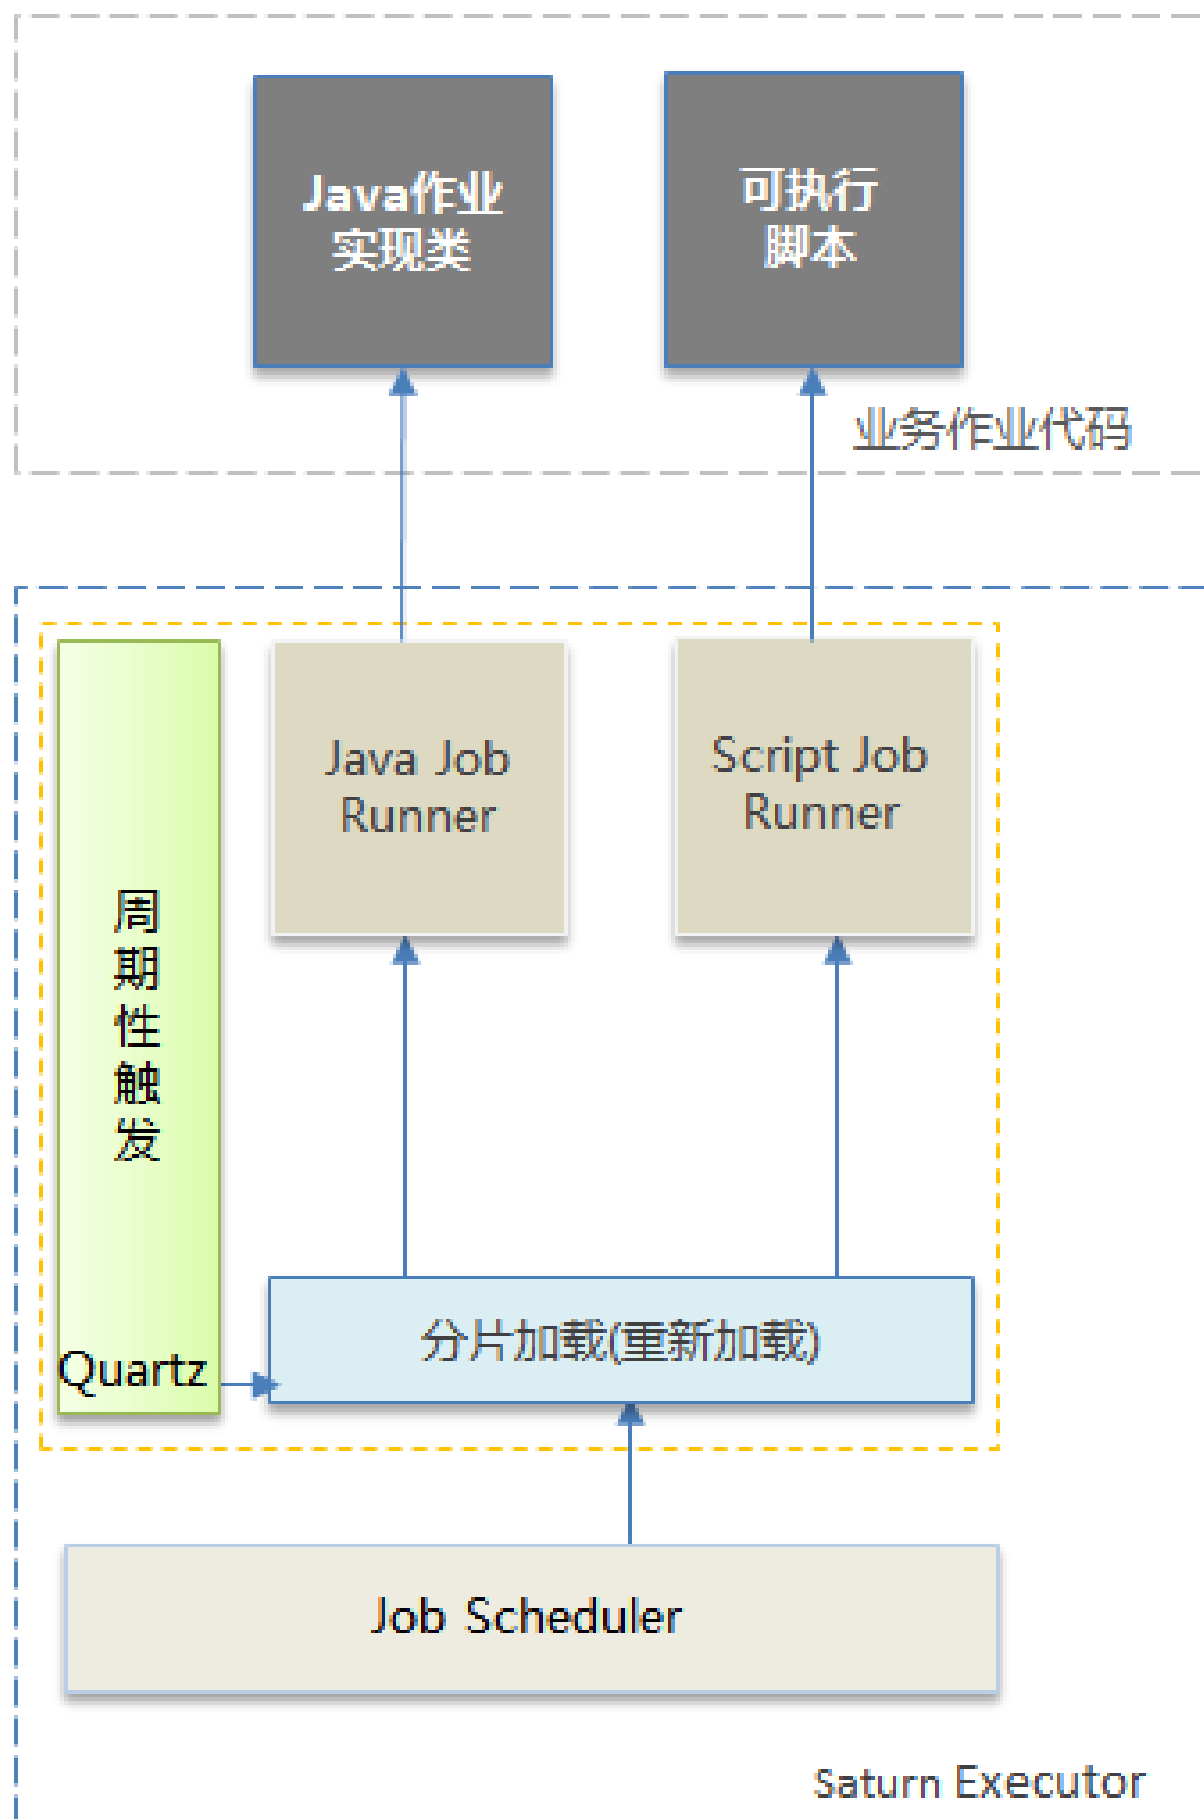 Java作业
实现类
可执行
脚本
业务作业代码
周
期
性
触
发
Quartz
Java Job
Runner
Script Job
Runner
分片加载(重新加载)
Job Scheduler
Saturn Executor